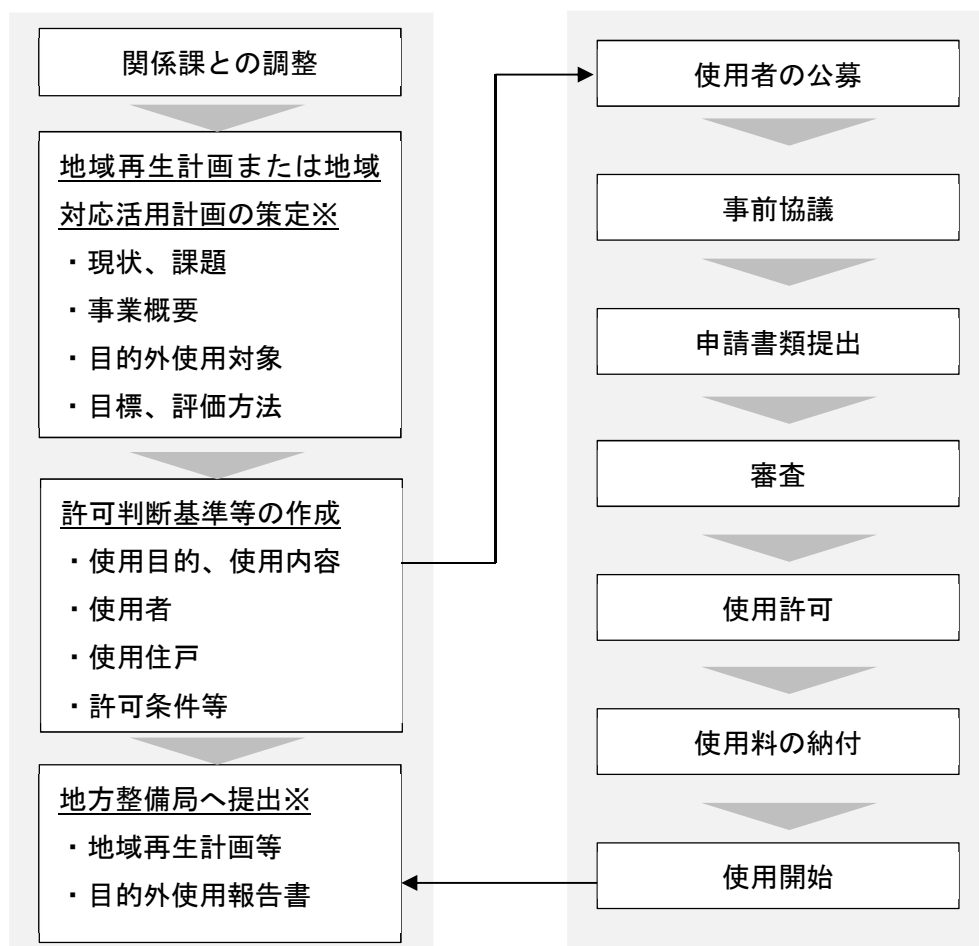 関係課との調整
地域再生計画または地域
対応活用計画の策定※
・現状、課題
・事業概要
・目的外使用対象
・目標、評価方法
許可判断基準等の作成
・使用目的、使用内容
・使用者
・使用住戸
・許可条件等
地方整備局へ提出※
・地域再生計画等
・目的外使用報告書
使用者の公募
事前協議
申請書類提出
審査
使用許可
使用料の納付
使用開始